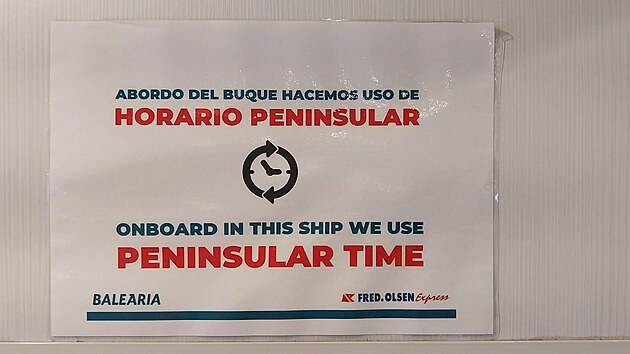 ABORDO DEL BUQUE HACEMOS USO DE
HORARIO PENINSULAR
ONBOARD IN THIS SHIP WE USE
PENINSULAR TIME
BALEARIA
FRED. OLSEN Express